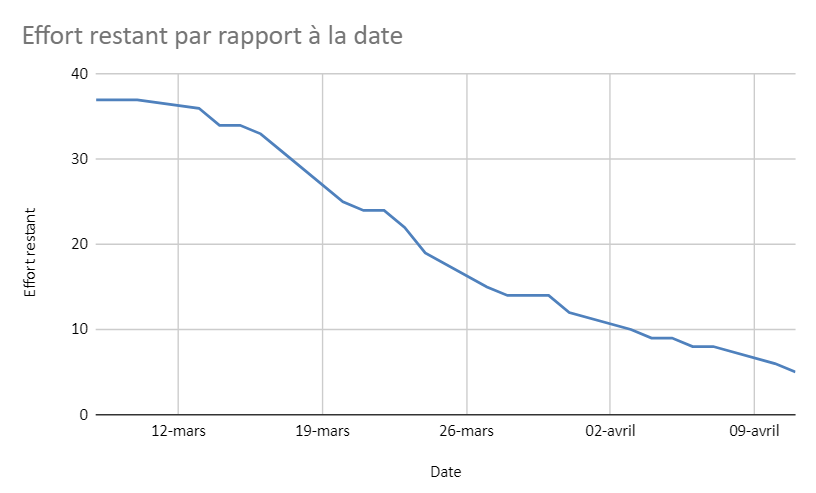 Effort restant par rapport à la date
40
30
20
10
0
Effort restant
12-mars
19-mars
26-mars
02-avril
09-avril
Date